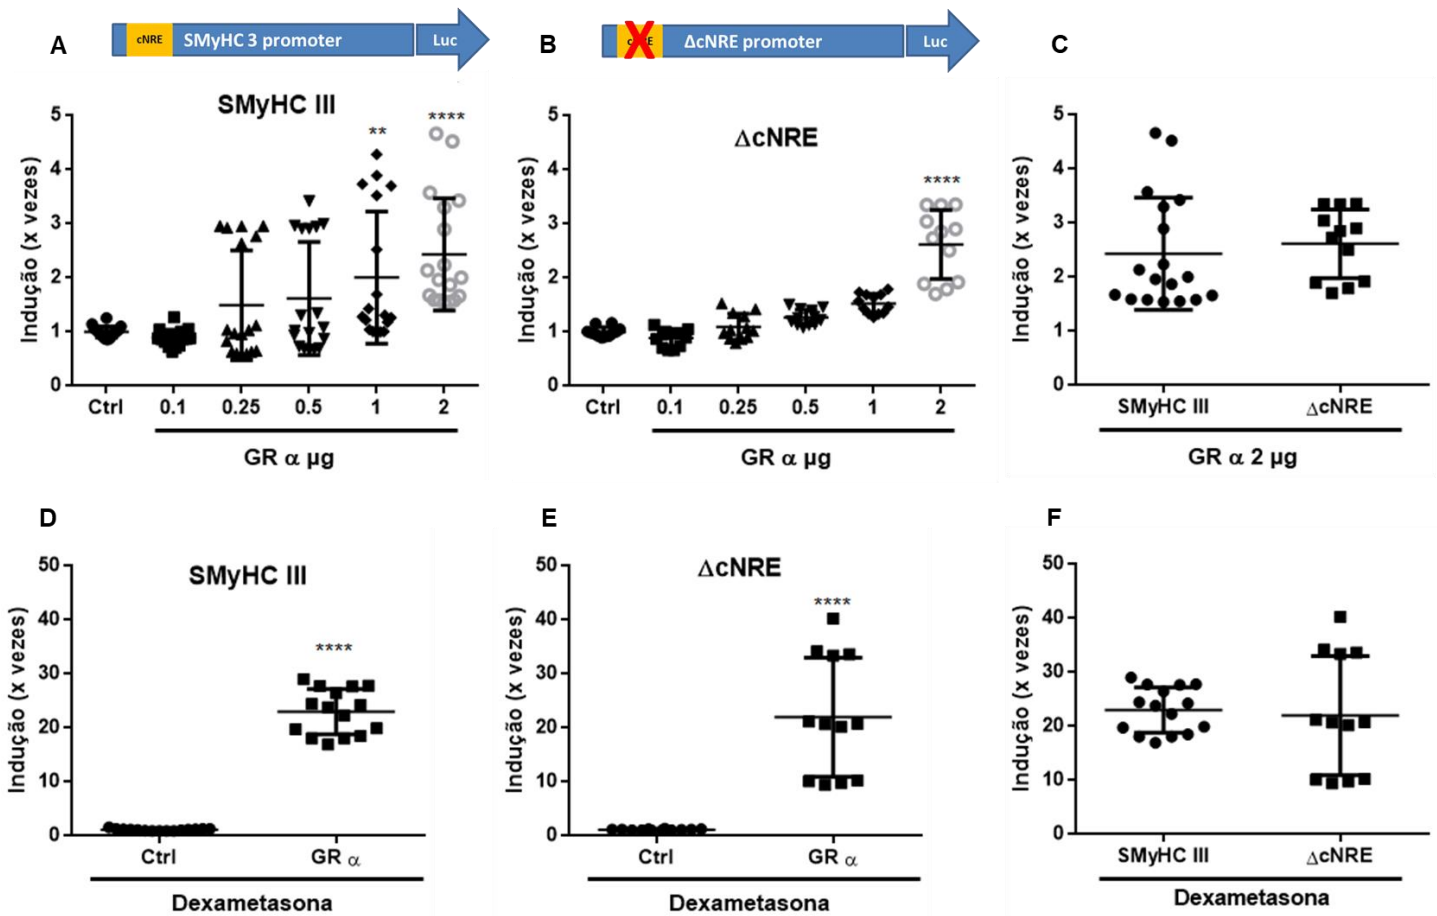 A
cNRE
SMyHC 3 promoter
Luc
SMyHC III
Indução (x vezes)
5
4
3
2
1
0
**
****
Ctrl
0.1
0.25
0.5
1
2
GR α µg
B
ΔcNRE promoter
Luc
ΔcNRE
Indução (x vezes)
5
4
3
2
1
0
****
Ctrl
0.1
0.25
0.5
1
2
GR α µg
C
Indução (x vezes)
5
4
3
2
1
0
SMyHC III
ΔcNRE
GR α 2 µg
D
SMyHC III
Indução (x vezes)
50
40
30
20
10
0
****
Ctrl
GR α
Dexametasona
E
ΔcNRE
Indução (x vezes)
50
40
30
20
10
0
****
Ctrl
GR α
Dexametasona
F
Indução (x vezes)
50
40
30
20
10
0
SMyHC III
ΔcNRE
Dexametasona